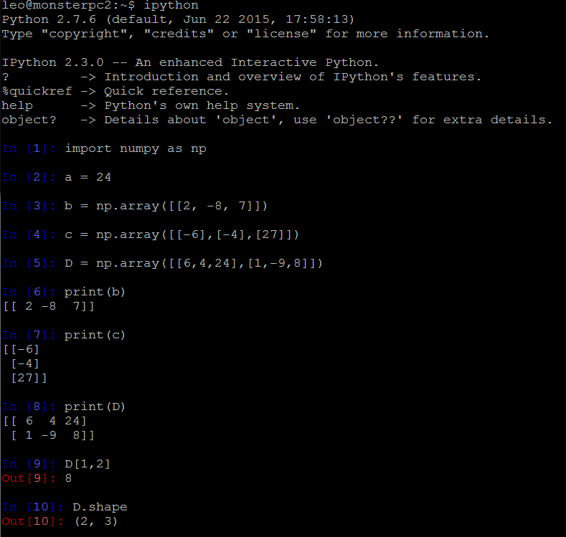 leo@monsterpc2:~$ ipython
Python 2.7.6 (default, Jun 22 2015, 17:58:13)
Type "copyright", "credits" or "license" for more information.
IPython 2.3.0 -- An enhanced Interactive Python.
?         -> Introduction and overview of IPython's features.
%quickref -> Quick reference.
help      -> Python's own help system.
object?   -> Details about 'object', use 'object??' for extra details.
In [1]: import numpy as np
In [2]: a = 24
In [3]: b = np.array([[2, -8, 7]])
In [4]: c = np.array([[-6],[-4],[27]])
In [5]: D = np.array([[6,4,24],[1,-9,8]])
In [6]: print(b)
[[ 2 -8  7]]
In [7]: print(c)
[[-6]
 [-4]
 [27]]
In [8]: print(D)
[[ 6  4 24]
 [ 1 -9  8]]
In [9]: D[1,2]
Out[9]: 8
In [10]: D.shape
Out[10]: (2, 3)